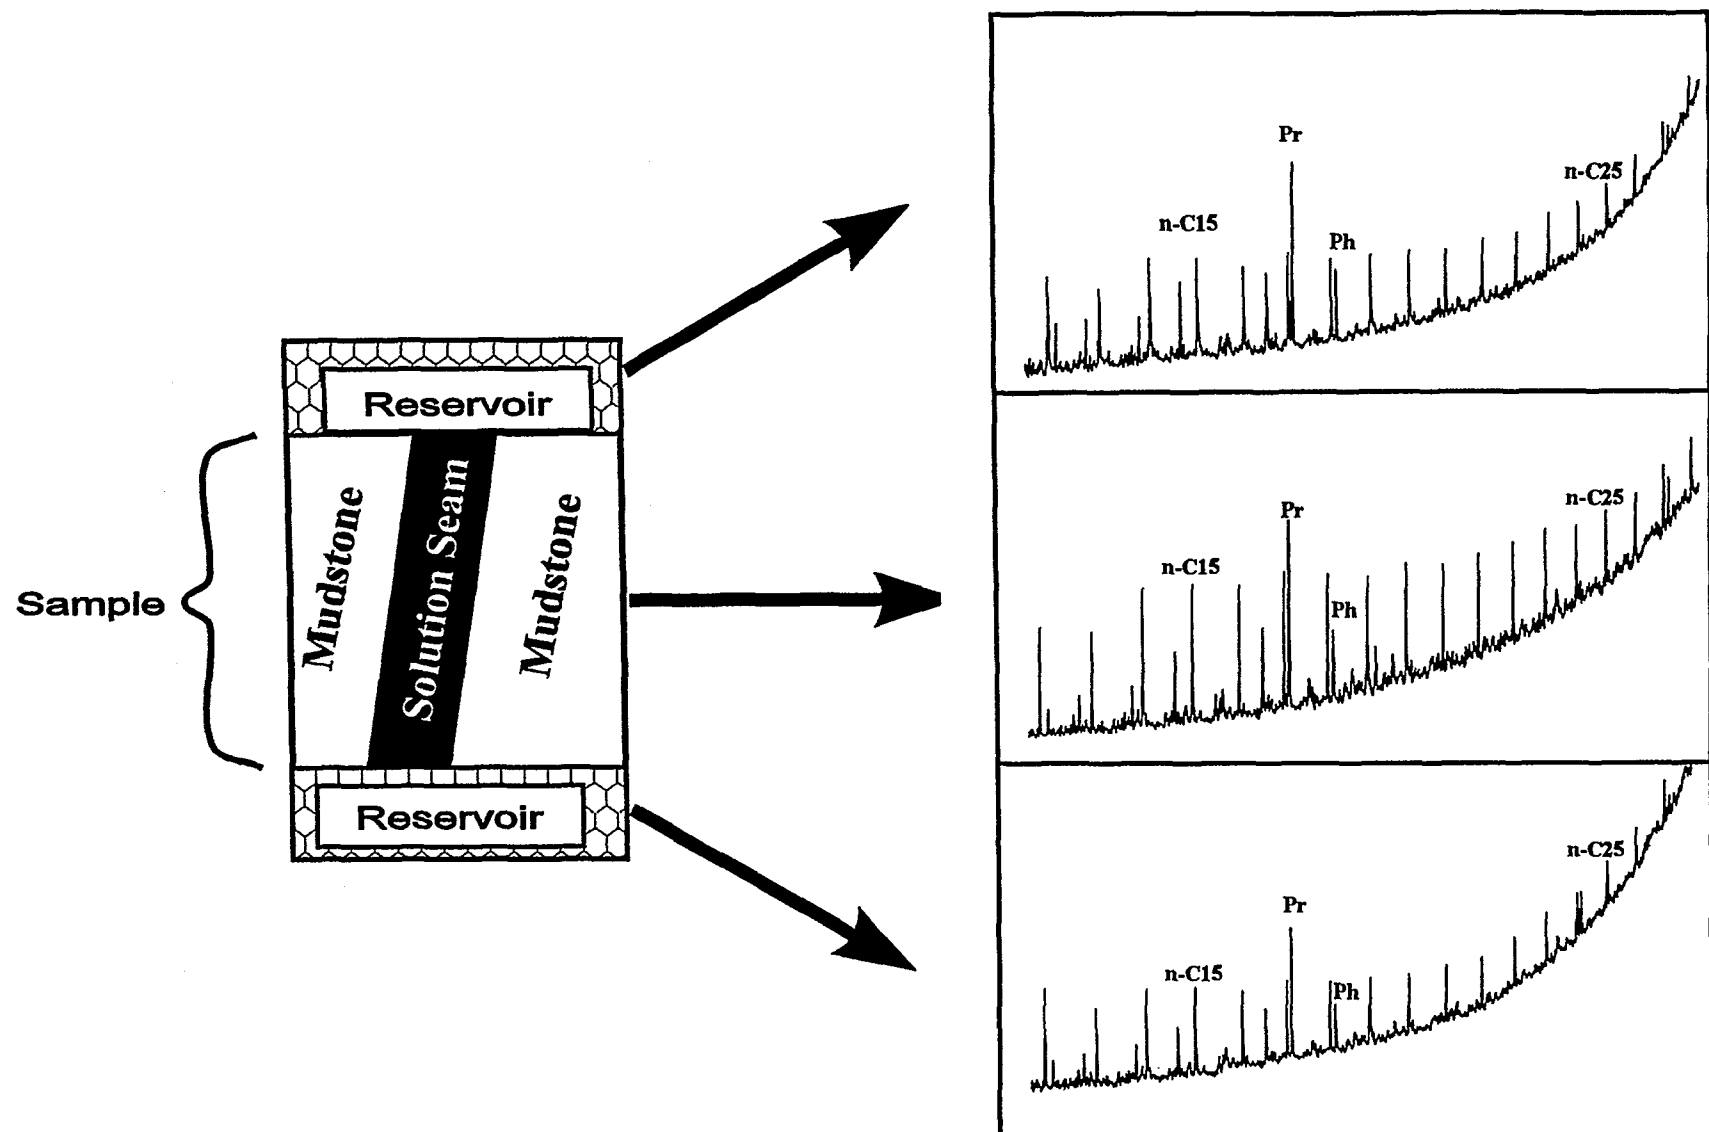 Reservoir
Sample
Mudstone
Solution Seam
Mudstone
Reservoir
Pr
n-C15
Ph
n-C25
Pr
n-C15
Ph
n-C25
Pr
n-C15
Ph
n-C25